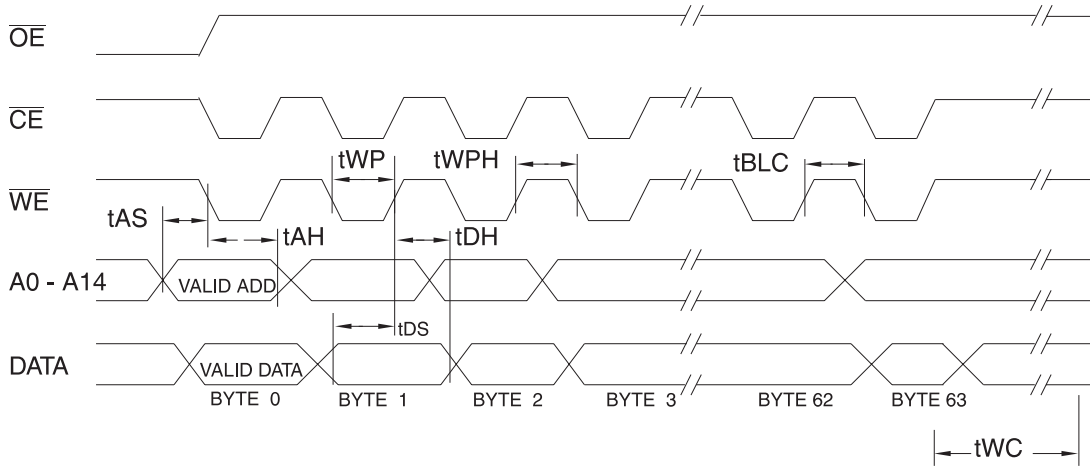 OE
CE
tWP
tWPH
tBLC
WE
tAS
tAH
tDH
A0 - A14
VALID ADD
tDS
DATA
VALID DATA
BYTE 0
BYTE 1
BYTE 2
BYTE 3
BYTE 62
BYTE 63
tWC